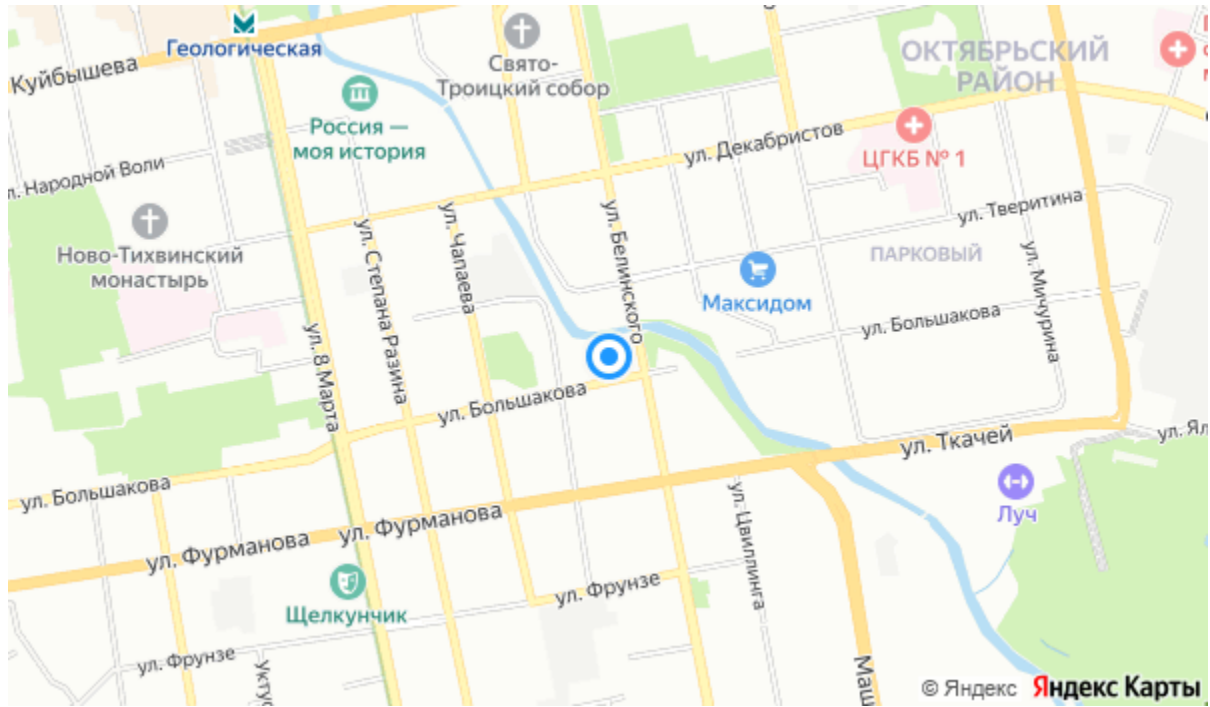 Геологическая
Куйбышева
Свято-
Троицкий собор
ОКТЯБРЬСКИЙ
РАЙОН
Россия —
моя история
ул. Декабристов
ЦГКБ № 1
л. Народной Воли
ул. Тверитина
Ново-Тихвинский
монастырь
ул. Степана Разина
ул. Чапаева
ул. Белинского
ПАРКОВЫЙ
ул. Мичурина
Максидом
ул. Большакова
ул. 8 Марта
ул. Большакова
ул. Ткачей
ул. Ял
ул. Большакова
Луч
ул. Фурманова
ул. Фурманова
ул. Цвиллинга
Щелкунчик
ул. Фрунзе
ул. Фрунзе
Уктус
Маш
© Яндекс Яндекс Карты